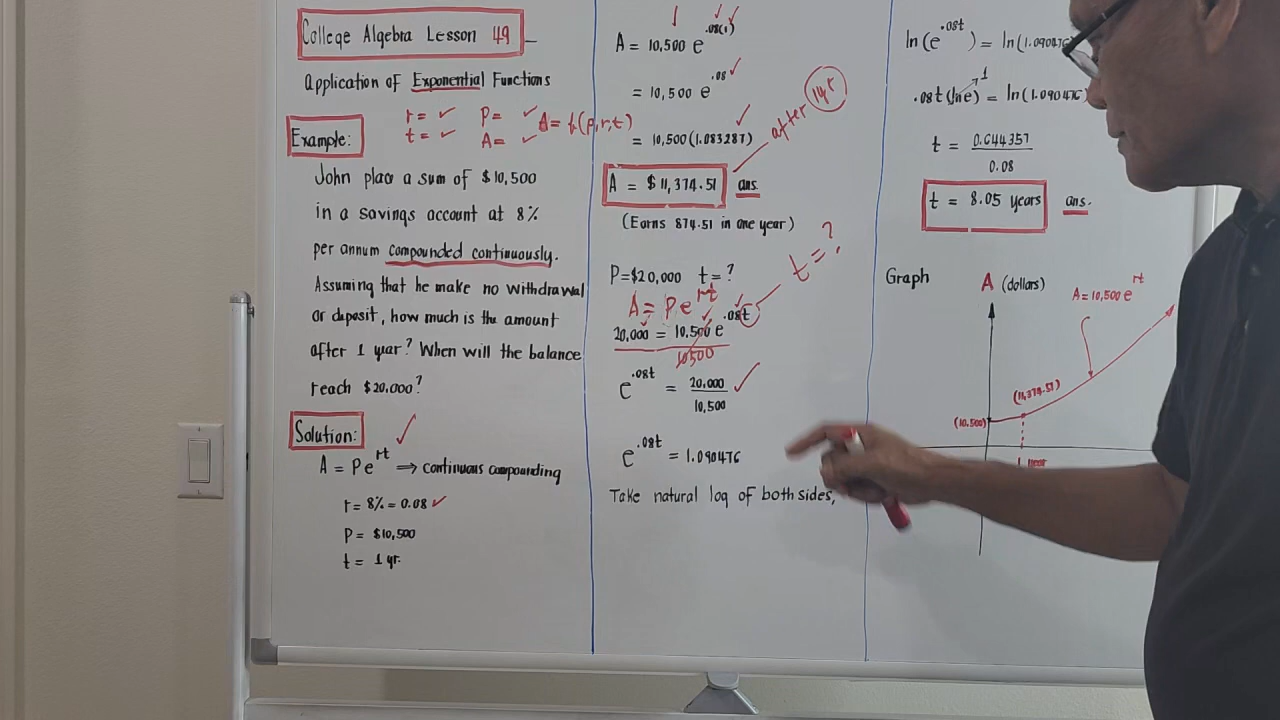 College Algebra Lesson 49
Application of Exponential Functions
r = ✓ P = ✓ A = f(p,r,t)
t = ✓ A = ✓
Example:
John place a sum of $10,500
in a savings account at 8%
per annum compounded continuously.
Assuming that he make no withdrawal
or deposit, how much is the amount
after 1 year? When will the balance
reach $20,000?
Solution: ✓
A = Pe^rt ⇒ continuous compounding
r = 8% = 0.08 ✓
P = $10,500
t = 1 yr.
A = 10,500 e^.08(1)
= 10,500 e^.08 ✓
= 10,500(1.083287) ✓
after 1yr
A = $11,374.51 ans.
(Earns 874.51 in one year)
P=$20,000 t=?
t = ?
A = Pe^rt
20,000 = 10,500 e^.08t
10500
e^.08t = 20,000/10,500 ✓
e^.08t = 1.090476
Take natural log of both sides,
ln(e^.08t) = ln(1.090476
.08t(lne) = ln(1.090476)
1
t = 0.644357/0.08
t = 8.05 years ans.
Graph A (dollars)
A = 10,500 e^rt
(11,374.51)
(10,500)
1 year